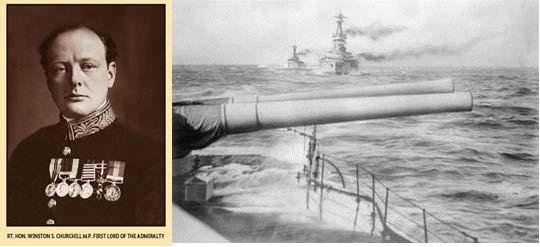 RT. HON. WINSTON S. CHURCHILL M.P. FIRST LORD OF THE ADMIRALTY